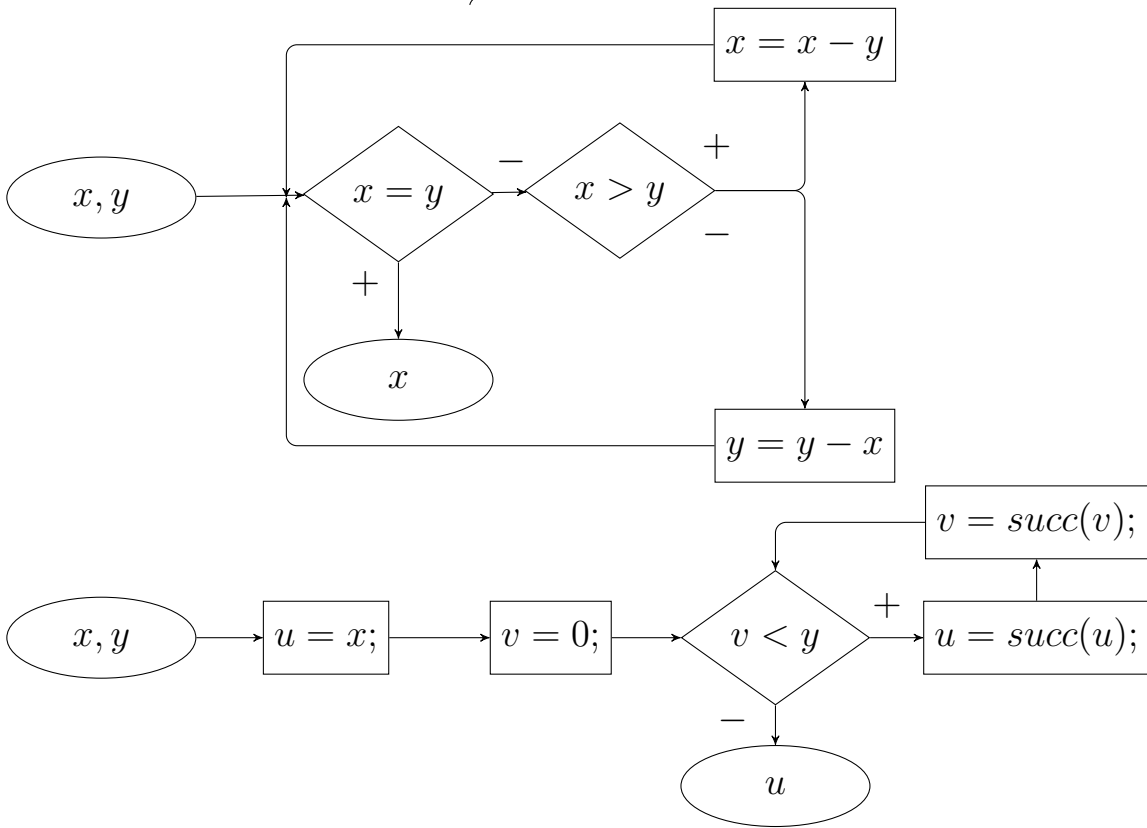 x = x − y
x, y
x = y
−
x > y
+
−
+
x
y = y − x
v = succ(v);
x, y
u = x;
v = 0;
v < y
+
u = succ(u);
−
u